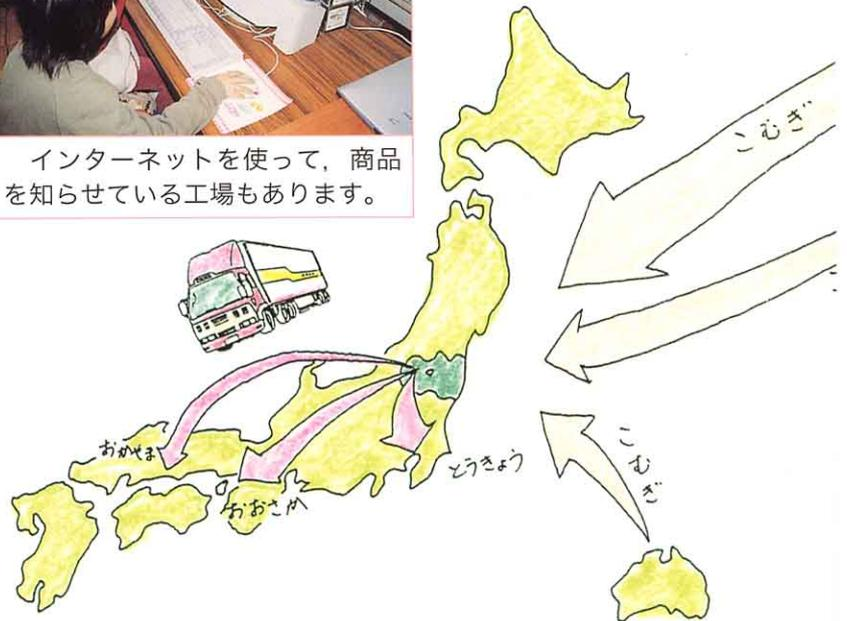 インターネットを使って，商品
を知らせている工場もあります。
こむぎ
こむぎ
おかやま
おおさか
とうきょう